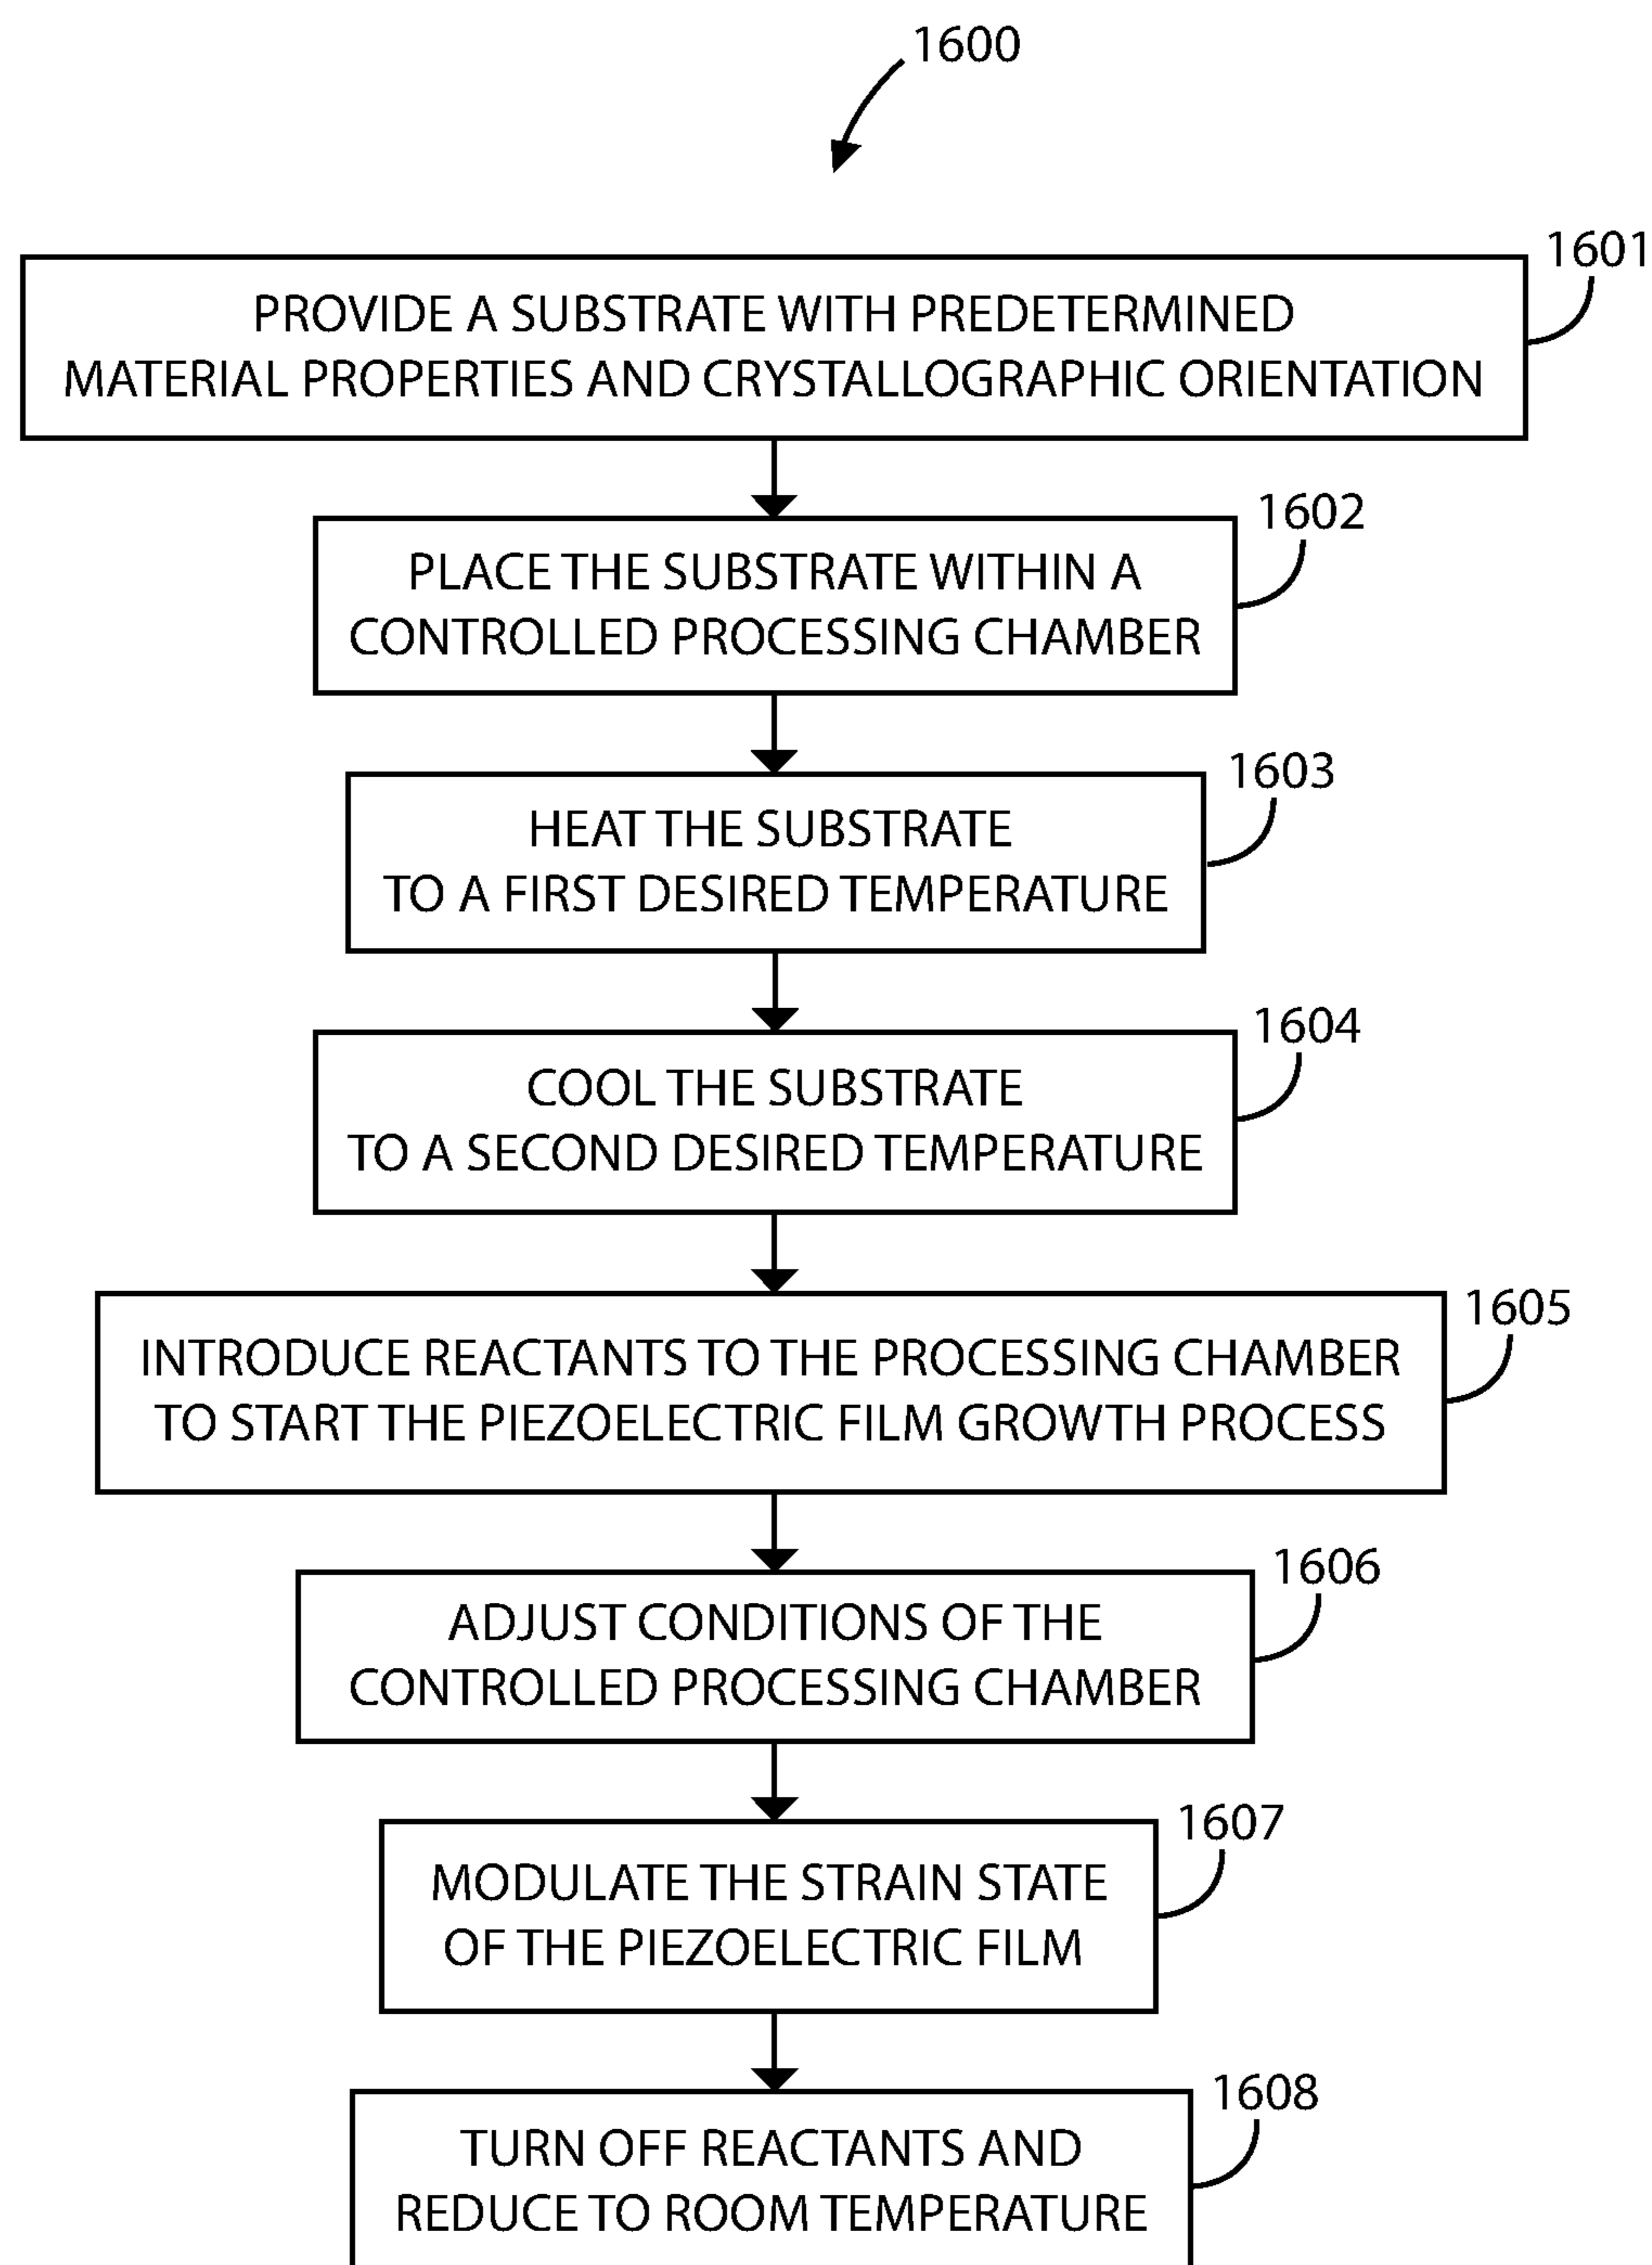 1600
1601
PROVIDE A SUBSTRATE WITH PREDETERMINED
MATERIAL PROPERTIES AND CRYSTALLOGRAPHIC ORIENTATION
1602
PLACE THE SUBSTRATE WITHIN A
CONTROLLED PROCESSING CHAMBER
1603
HEAT THE SUBSTRATE
TO A FIRST DESIRED TEMPERATURE
1604
COOL THE SUBSTRATE
TO A SECOND DESIRED TEMPERATURE
1605
INTRODUCE REACTANTS TO THE PROCESSING CHAMBER
TO START THE PIEZOELECTRIC FILM GROWTH PROCESS
1606
ADJUST CONDITIONS OF THE
CONTROLLED PROCESSING CHAMBER
1607
MODULATE THE STRAIN STATE
OF THE PIEZOELECTRIC FILM
1608
TURN OFF REACTANTS AND
REDUCE TO ROOM TEMPERATURE